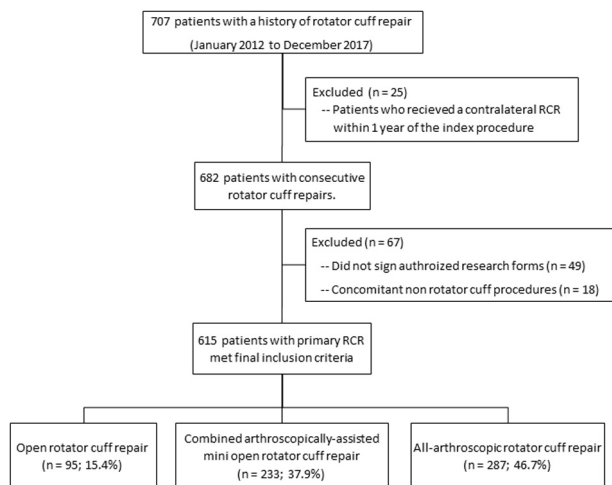 707 patients with a history of rotator cuff repair
(January 2012 to December 2017)
Excluded (n = 25)
-- Patients who recieved a contralateral RCR
within 1 year of the index procedure
682 patients with consecutive
rotator cuff repairs.
Excluded (n = 67)
-- Did not sign authroized research forms (n = 49)
-- Concomitant non rotator cuff procedures (n = 18)
615 patients with primary RCR
met final inclusion criteria
Open rotator cuff repair
(n = 95; 15.4%)
Combined arthroscopically-assisted
mini open rotator cuff repair
(n = 233; 37.9%)
All-arthroscopic rotator cuff repair
(n = 287; 46.7%)